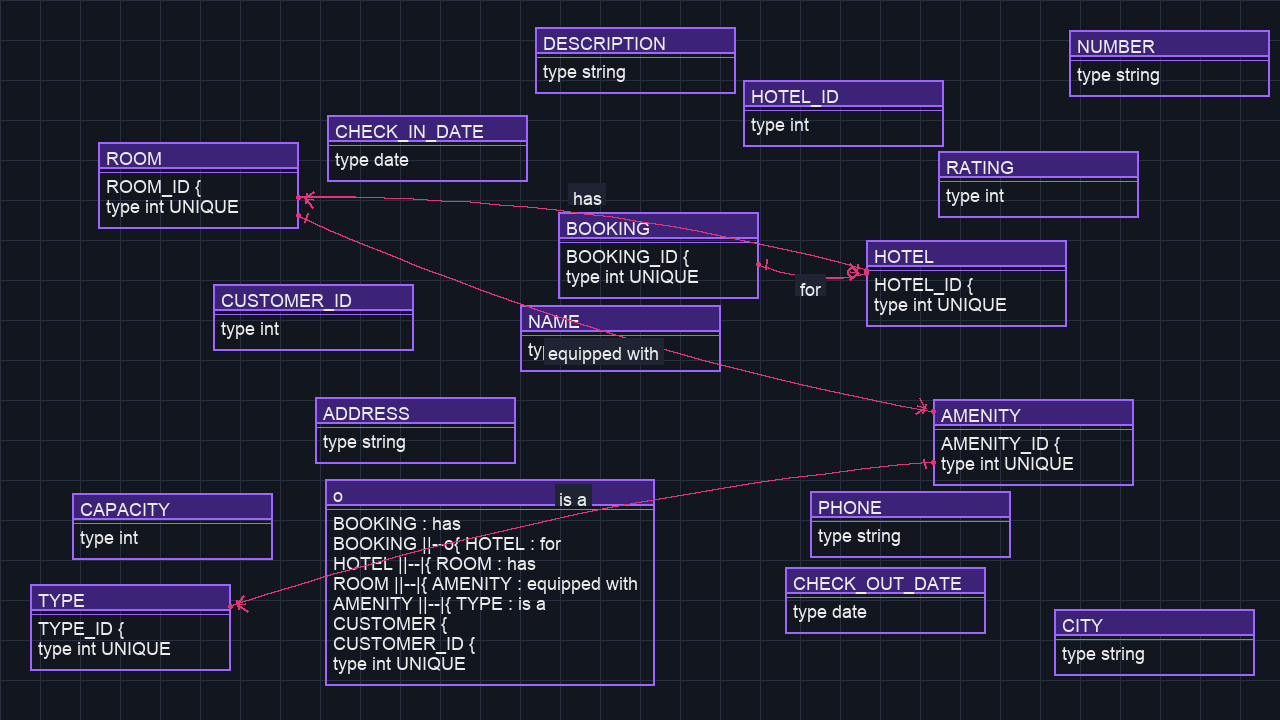 DESCRIPTION
type string
NUMBER
type string
HOTEL_ID
type int
CHECK_IN_DATE
type date
ROOM
ROOM_ID {
type int UNIQUE
RATING
type int
has
BOOKING
BOOKING_ID {
type int UNIQUE
HOTEL
HOTEL_ID {
type int UNIQUE
for
CUSTOMER_ID
type int
NAME
equipped with
ADDRESS
type string
AMENITY
AMENITY_ID {
type int UNIQUE
CAPACITY
type int
o
is a
BOOKING : has
BOOKING ||--o{ HOTEL : for
HOTEL ||--|{ ROOM : has
ROOM ||--|{ AMENITY : equipped with
AMENITY ||--|{ TYPE : is a
CUSTOMER {
CUSTOMER_ID {
type int UNIQUE
PHONE
type string
TYPE
TYPE_ID {
type int UNIQUE
CHECK_OUT_DATE
type date
CITY
type string